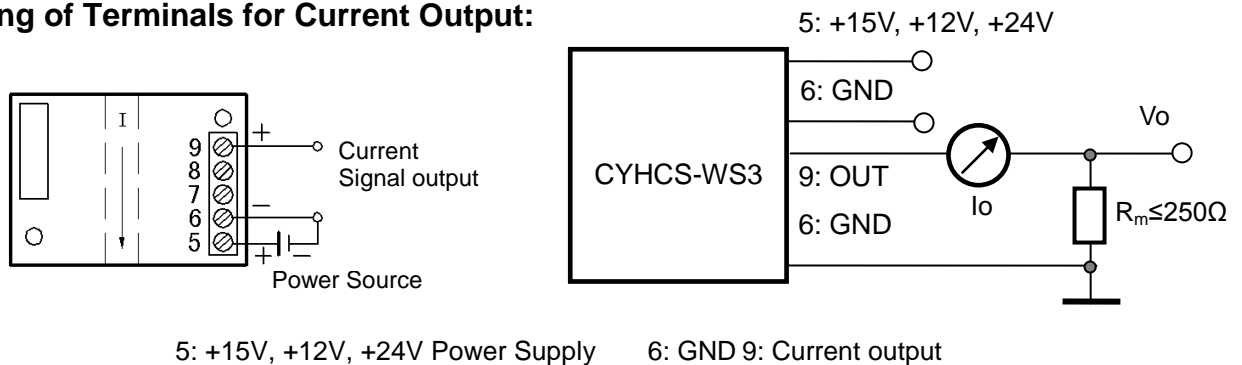 ng of Terminals for Current Output:
I
9
8
7
6
5
+
Current
Signal output
−
+ −
Power Source
CYHCS-WS3
5: +15V, +12V, +24V
6: GND
9: OUT
6: GND
Io
Vo
Rm≤250Ω
5: +15V, +12V, +24V Power Supply 6: GND 9: Current output